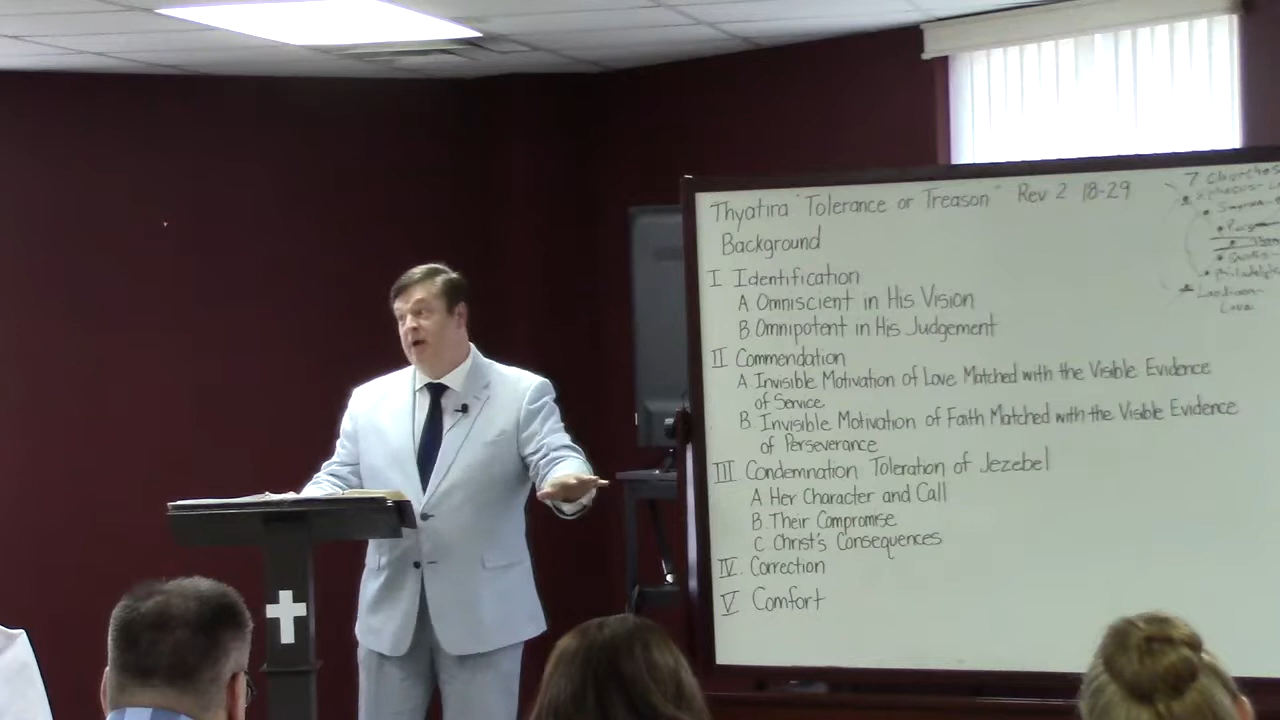 Thyatira "Tolerance or Treason" Rev 2 18-29
Background
I Identification
A Omniscient in His Vision
B Omnipotent in His Judgement
II Commendation
A Invisible Motivation of Love Matched with the Visible Evidence
of Service
B Invisible Motivation of Faith Matched with the Visible Evidence
of Perseverance
III Condemnation Toleration of Jezebel
A Her Character and Call
B. Their Compromise
C Christ's Consequences
IV. Correction
V Comfort
7 Churches